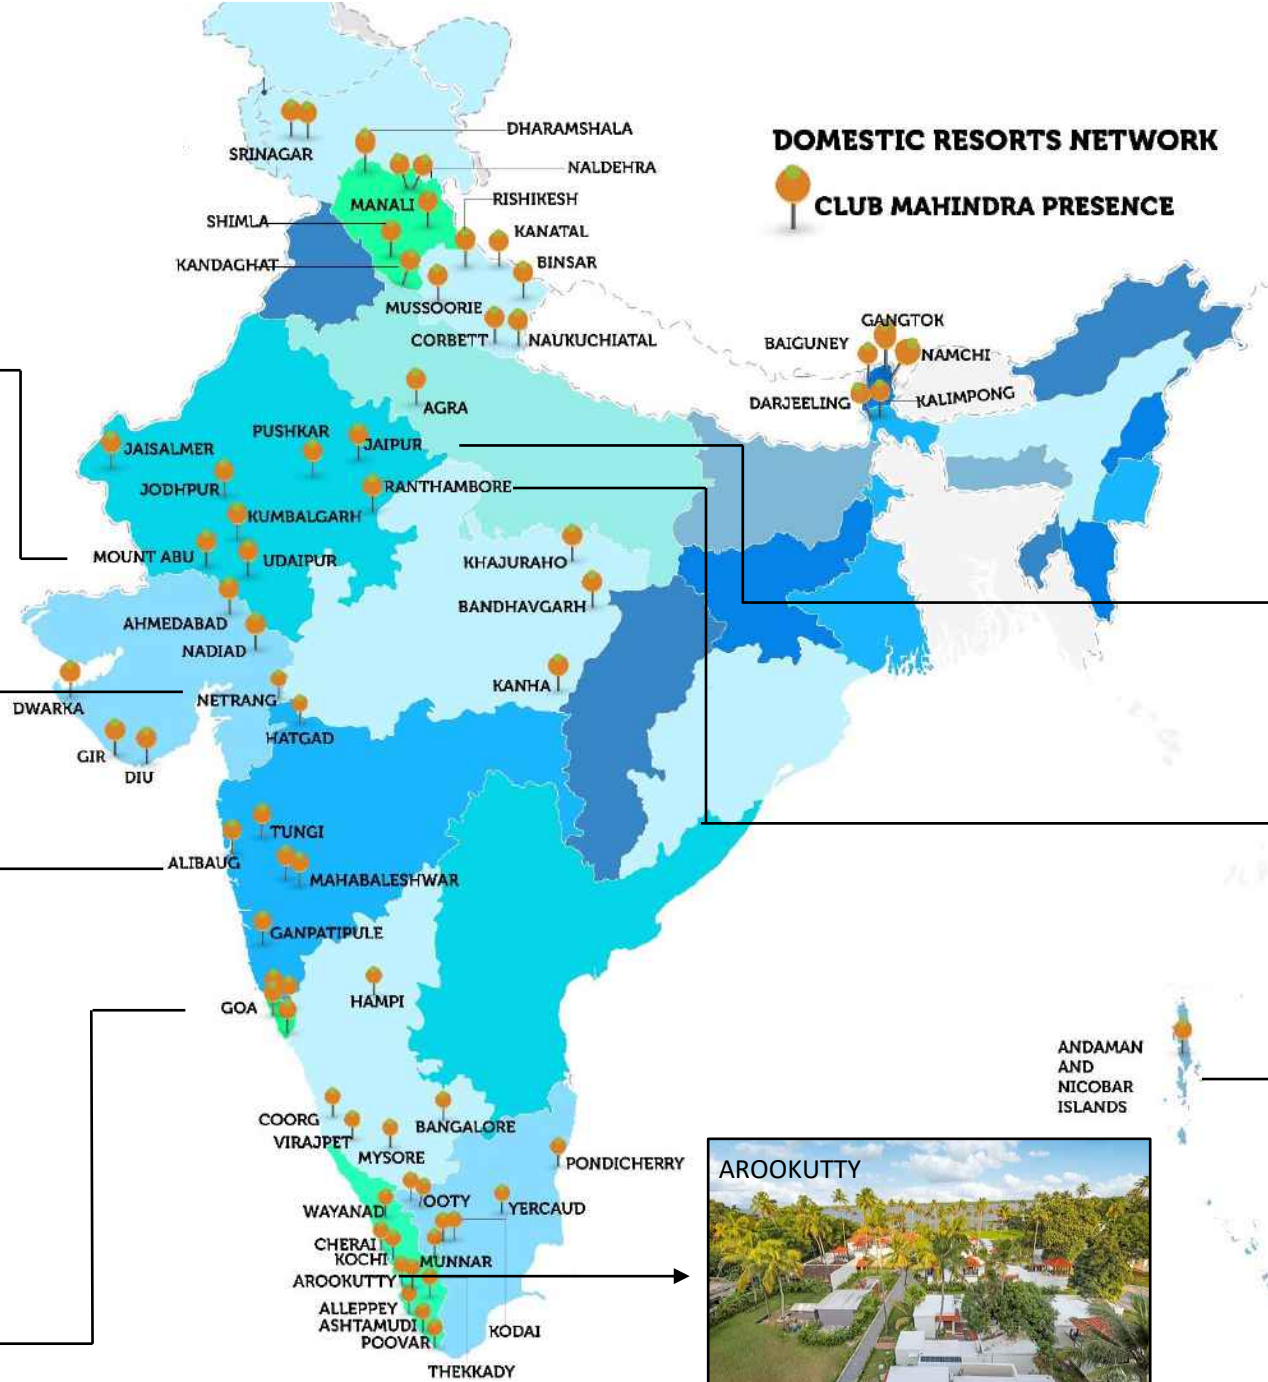 DOMESTIC RESORTS NETWORK
CLUB MAHINDRA PRESENCE
SRINAGAR
DHARAMSHALA
NALDEHRA
MANALI
RISHIKESH
SHIMLA
KANATAL
KANDAGHAT
BINSAR
MUSSOORIE
CORBETT
NAUKUCHIATAL
GANGTOK
BAIGUNEY
NAMCHI
DARJEELING
KALIMPONG
AGRA
PUSHKAR
JAIPUR
JAISALMER
JODHPUR
RANTHAMBORE
KUMBALGARH
MOUNT ABU
UDAIPUR
KHAJURAHO
BANDHAVGARH
AHMEDABAD
NADIAD
KANHA
DWARKA
NETRANG
HATGAD
GIR
DIU
TUNGI
ALIBAUG
MAHABALESHWAR
GANPATIPULE
GOA
HAMPI
ANDAMAN
AND
NICOBAR
ISLANDS
COORG
VIRAJPET
BANGALORE
MYSORE
PONDICHERRY
OOTY
WAYANAD
YERCAUD
CHERAI
KOCHI
MUNNAR
AROOKUTTY
ALLEPPEY
ASHTAMUDI
POOVAR
KODAI
THEKKADY
AROOKUTTY